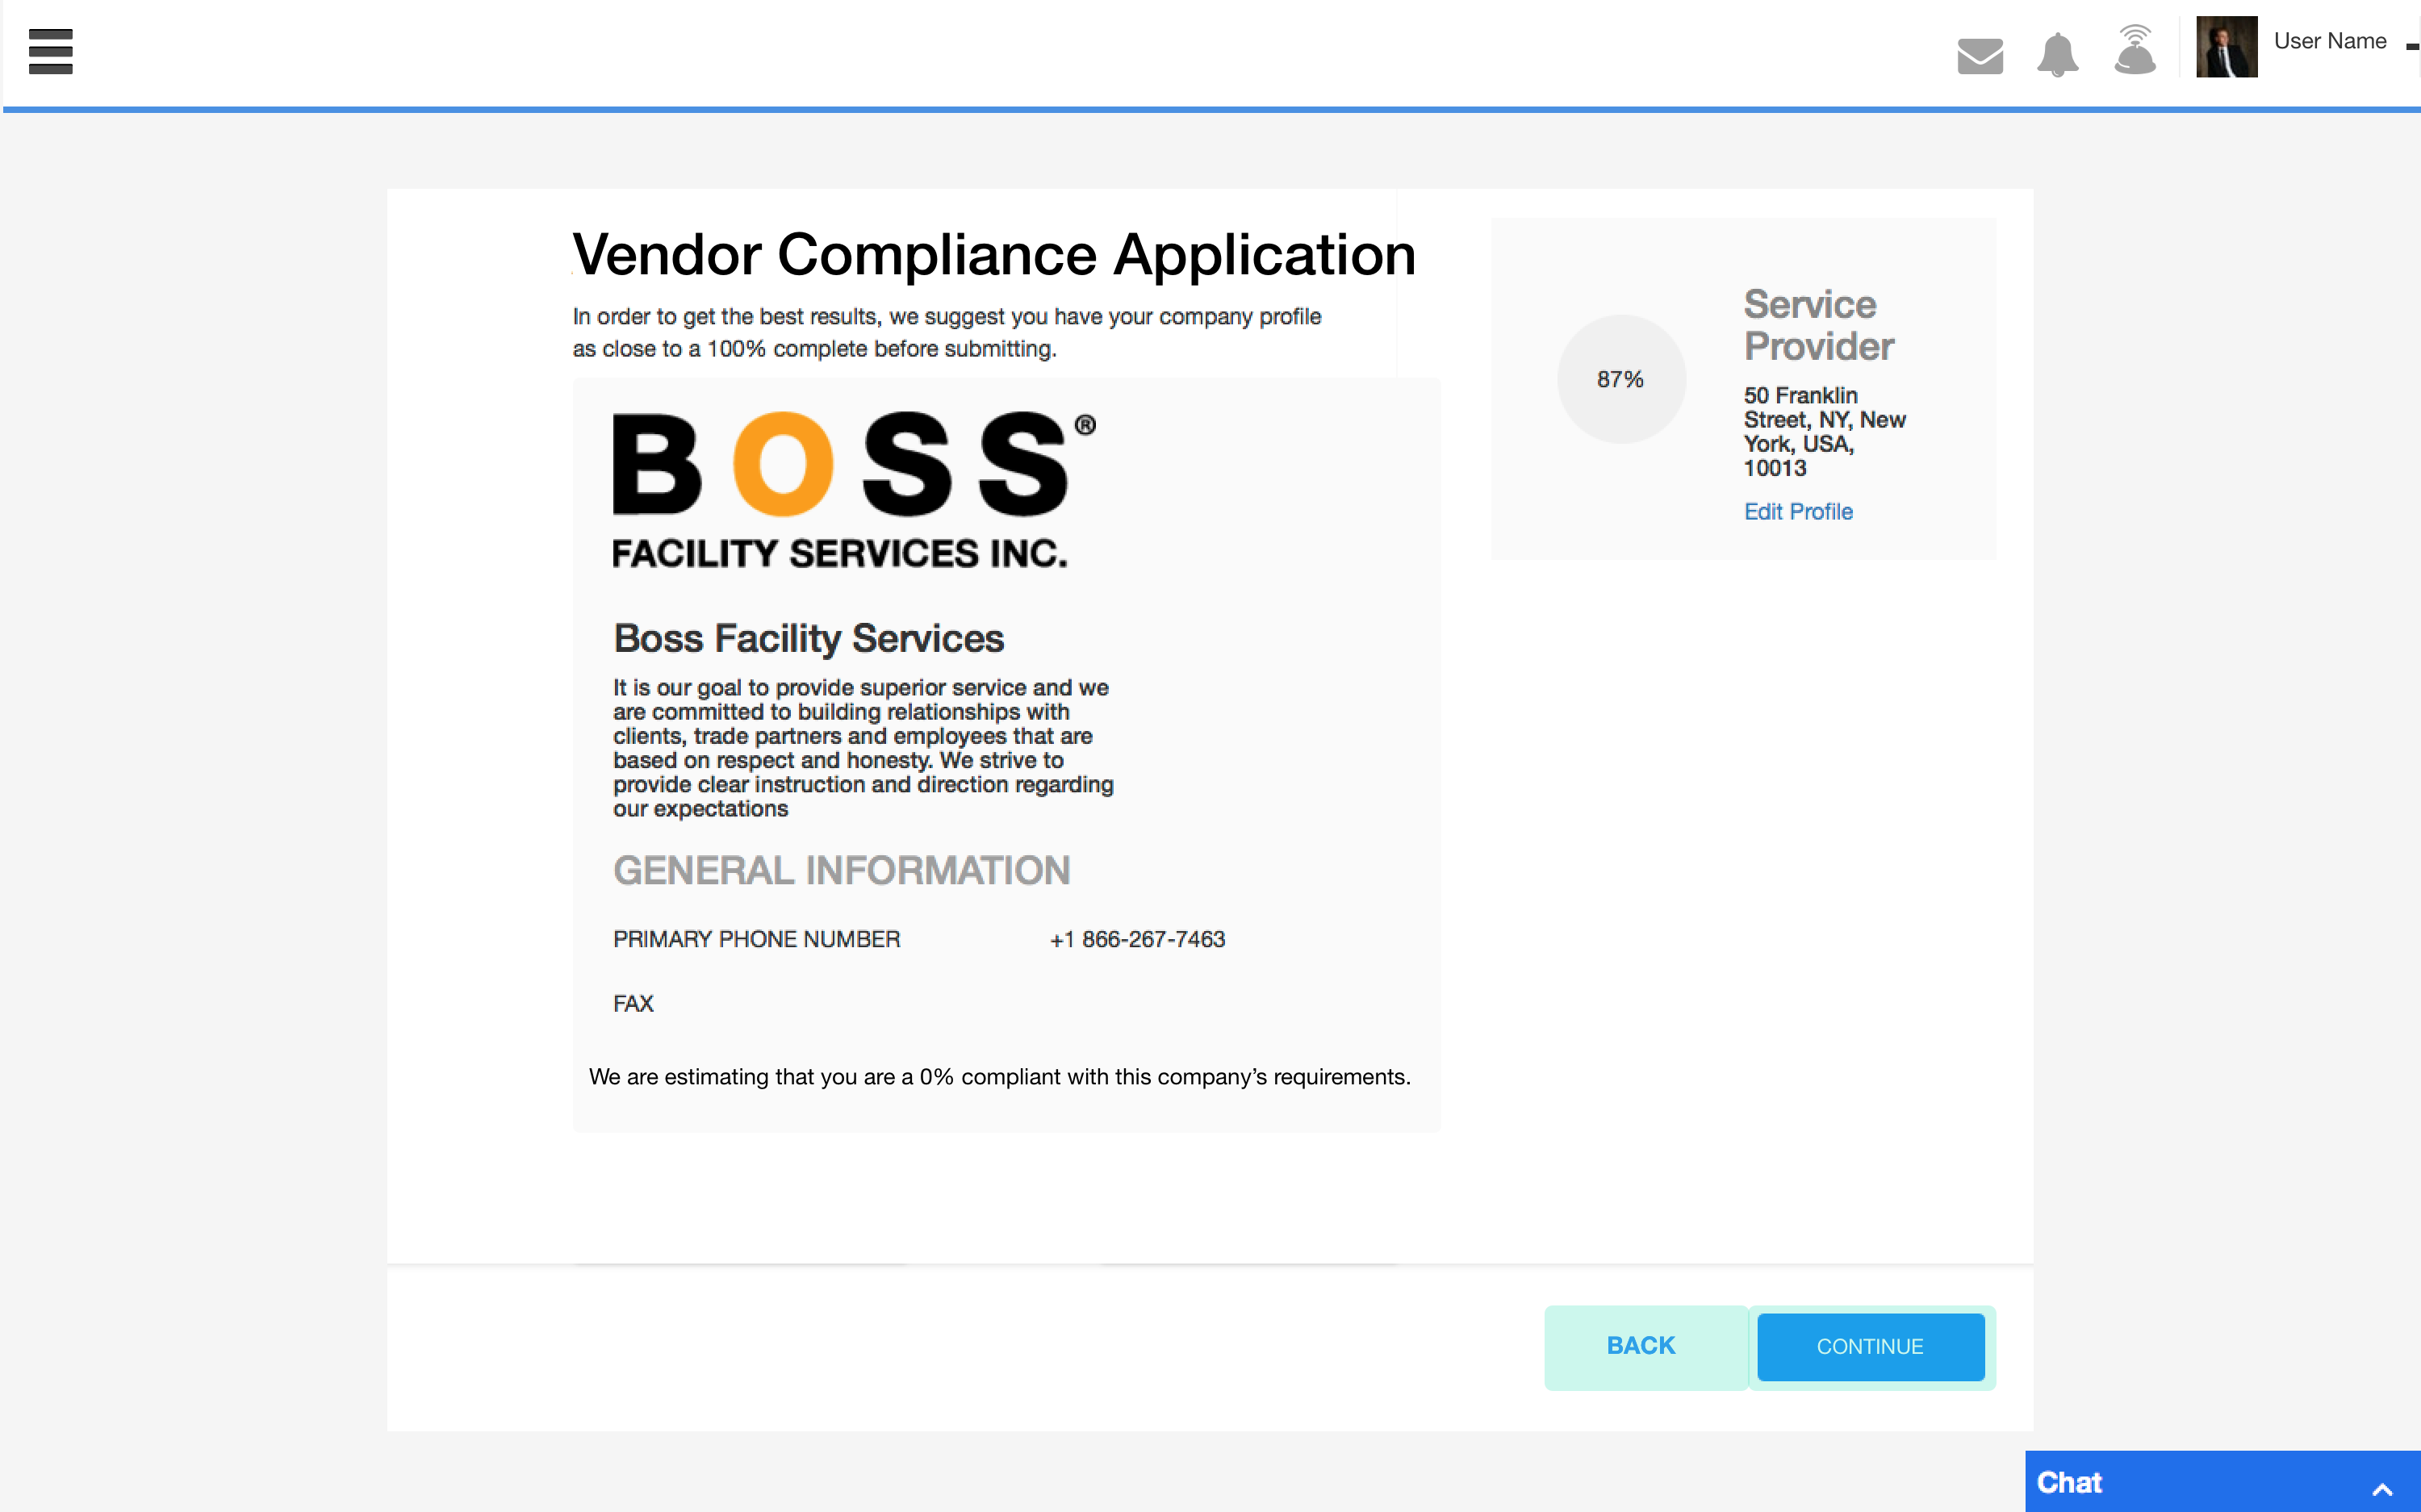 User Name
Vendor Compliance Application
In order to get the best results, we suggest you have your company profile
as close to a 100% complete before submitting.
BOSS®
FACILITY SERVICES INC.
Boss Facility Services
It is our goal to provide superior service and we
are committed to building relationships with
clients, trade partners and employees that are
based on respect and honesty. We strive to
provide clear instruction and direction regarding
our expectations
GENERAL INFORMATION
PRIMARY PHONE NUMBER +1 866-267-7463
FAX
We are estimating that you are a 0% compliant with this company’s requirements.
87%
Service
Provider
50 Franklin
Street, NY, New
York, USA,
10013
Edit Profile
BACK
CONTINUE
Chat